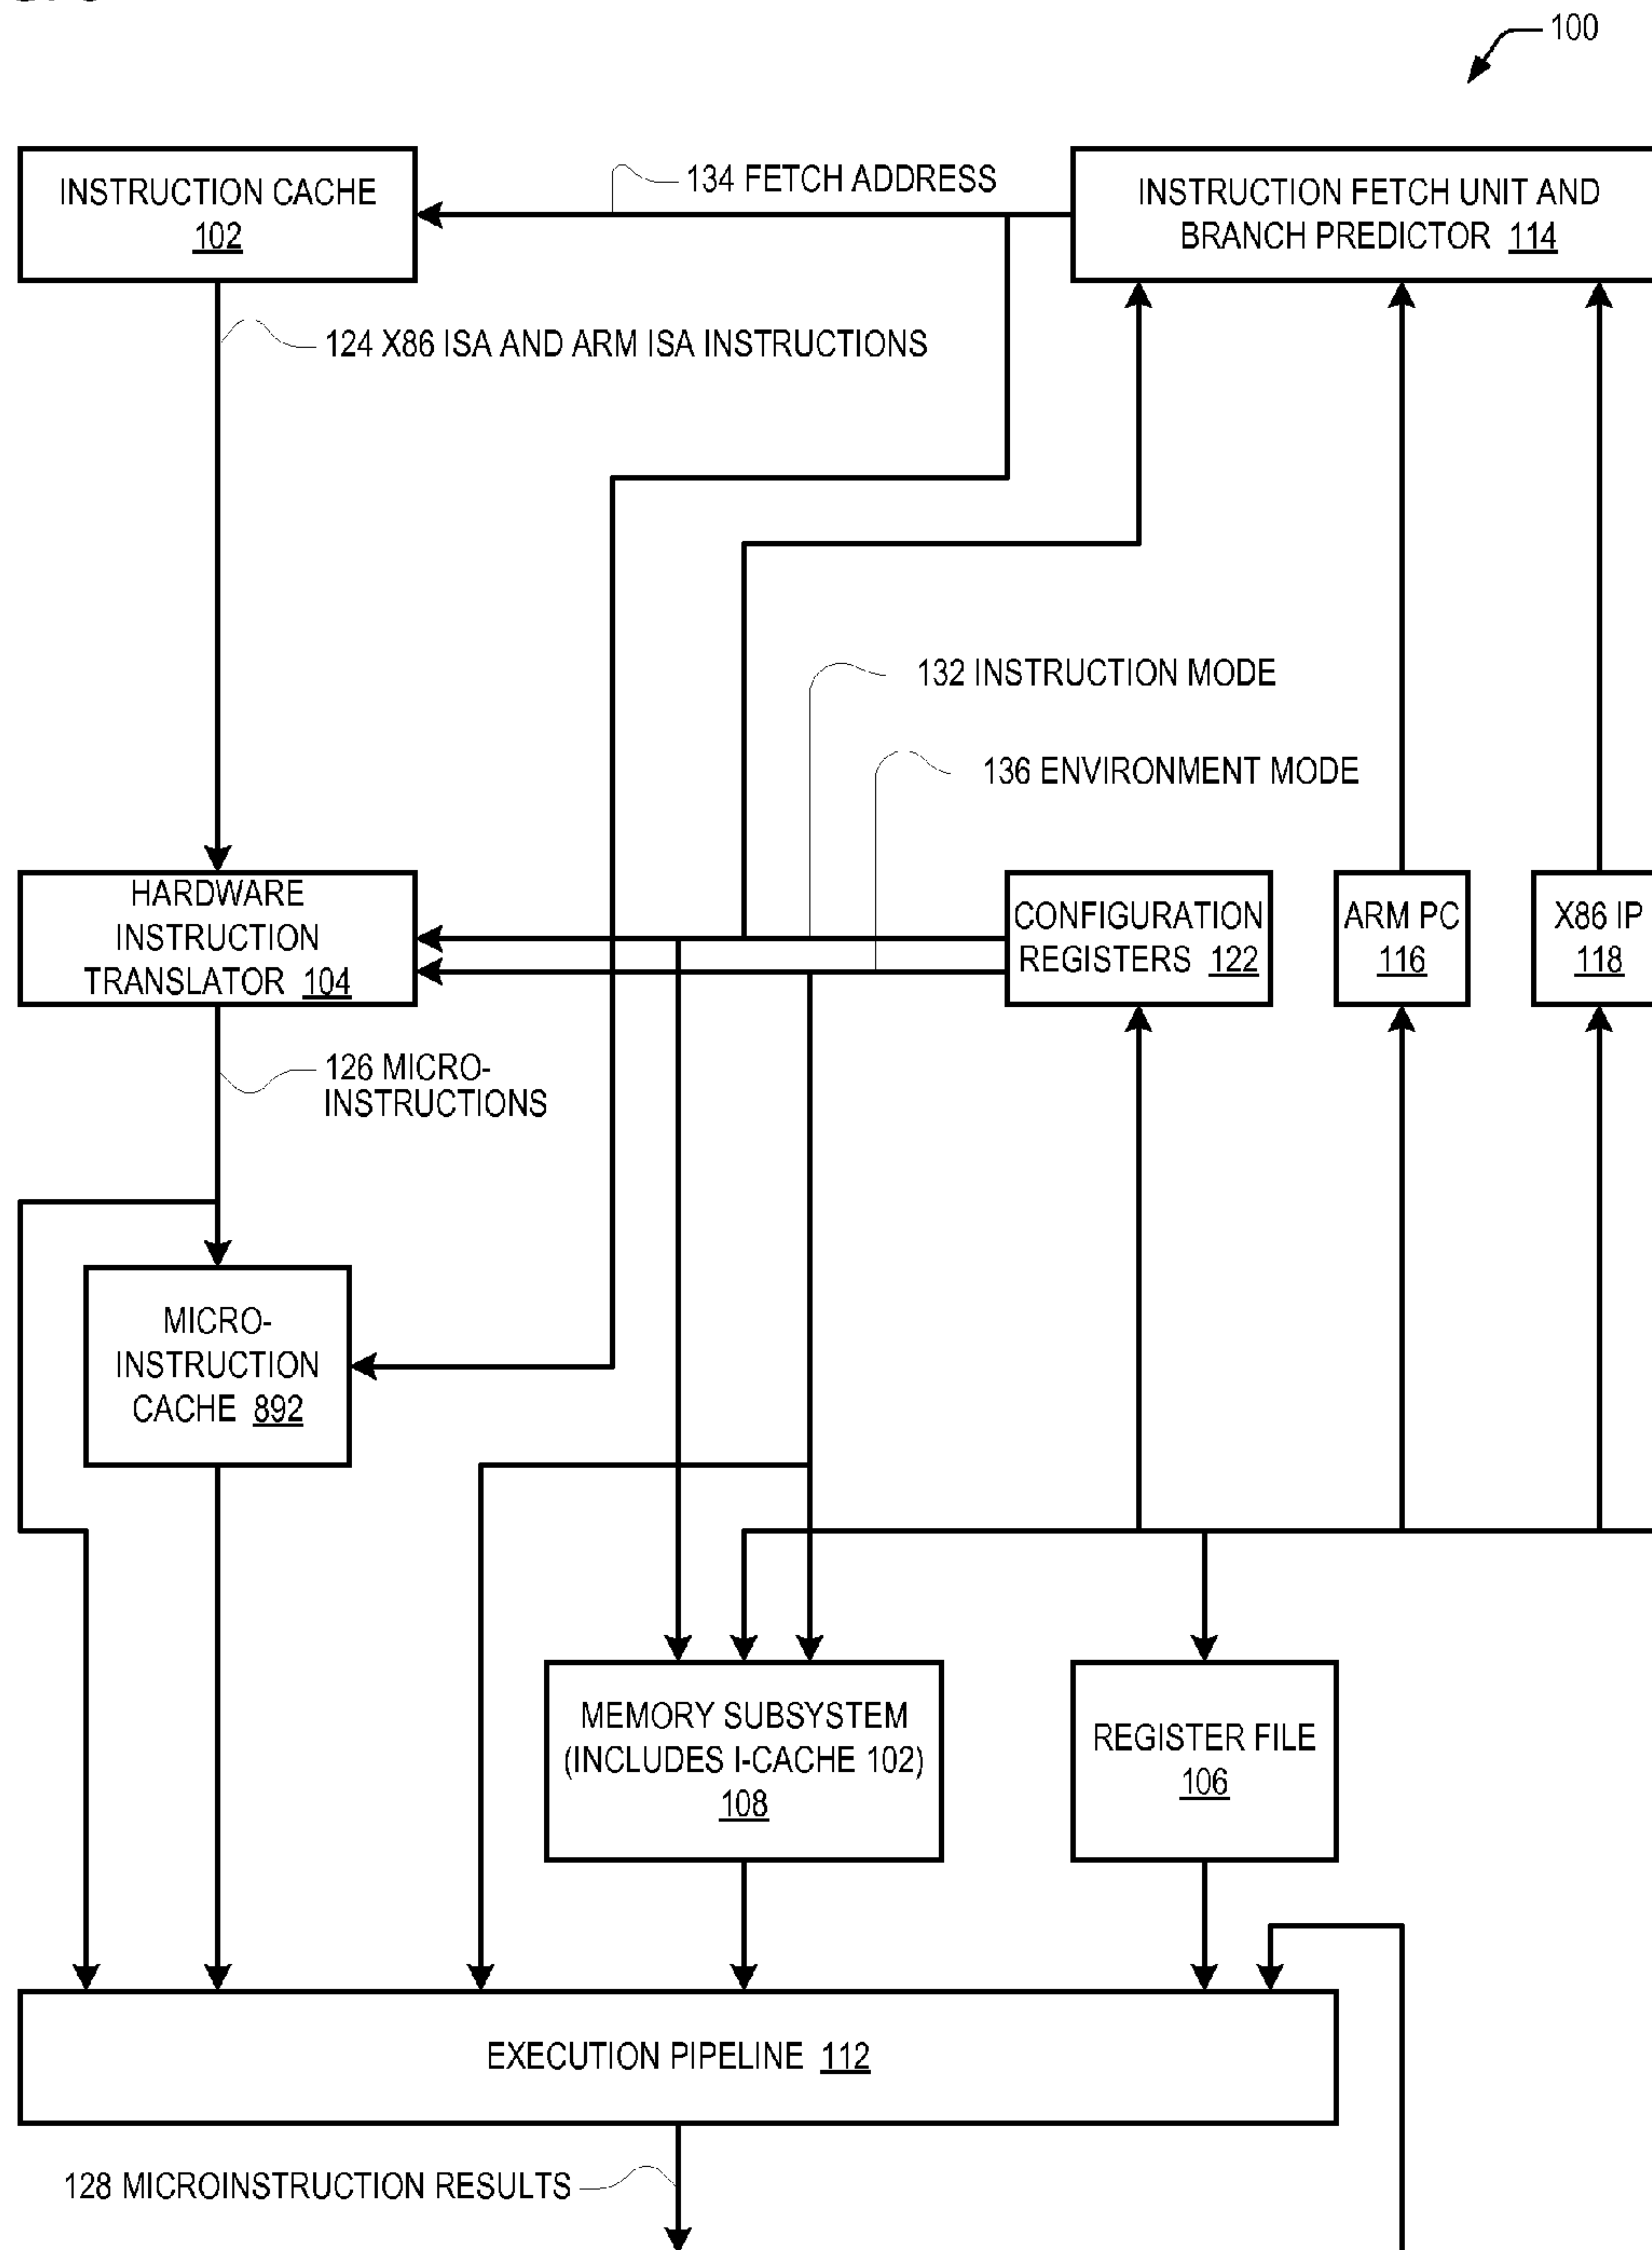 100
INSTRUCTION CACHE
102
134 FETCH ADDRESS
INSTRUCTION FETCH UNIT AND
BRANCH PREDICTOR 114
124 X86 ISA AND ARM ISA INSTRUCTIONS
132 INSTRUCTION MODE
136 ENVIRONMENT MODE
HARDWARE
INSTRUCTION
TRANSLATOR 104
CONFIGURATION
REGISTERS 122
ARM PC
116
X86 IP
118
126 MICRO-
INSTRUCTIONS
MICRO-
INSTRUCTION
CACHE 892
MEMORY SUBSYSTEM
(INCLUDES I-CACHE 102)
108
REGISTER FILE
106
EXECUTION PIPELINE 112
128 MICROINSTRUCTION RESULTS